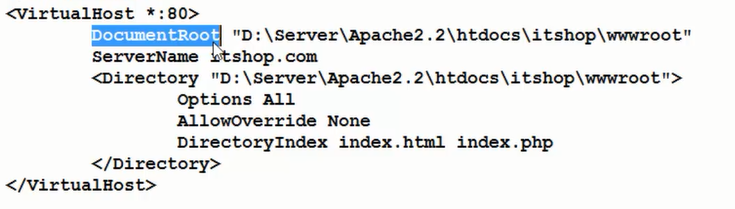 <VirtualHost *:80>
DocumentRoot "D:\Server\Apache2.2\htdocs\itshop\wwwroot"
ServerName itshop.com
<Directory "D:\Server\Apache2.2\htdocs\itshop\wwwroot">
Options All
AllowOverride None
DirectoryIndex index.html index.php
</Directory>
</VirtualHost>